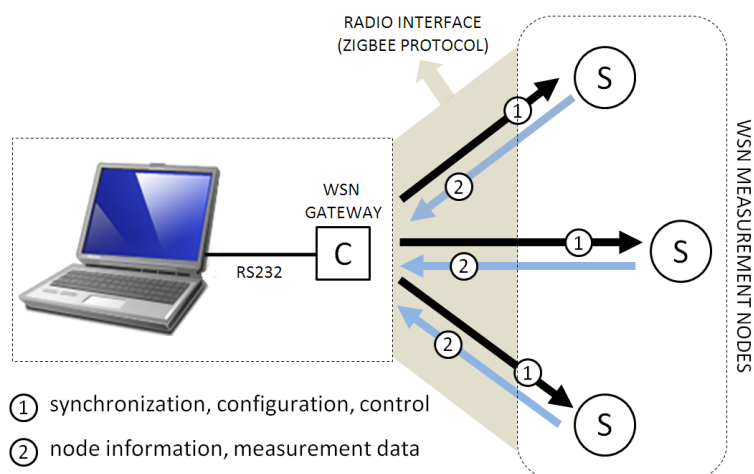 RADIO INTERFACE
(ZIGBEE PROTOCOL)
S
1
2
WSN
GATEWAY
C
RS232
1
2
S
2
1
S
WSN MEASUREMENT NODES
1 synchronization, configuration, control
2 node information, measurement data